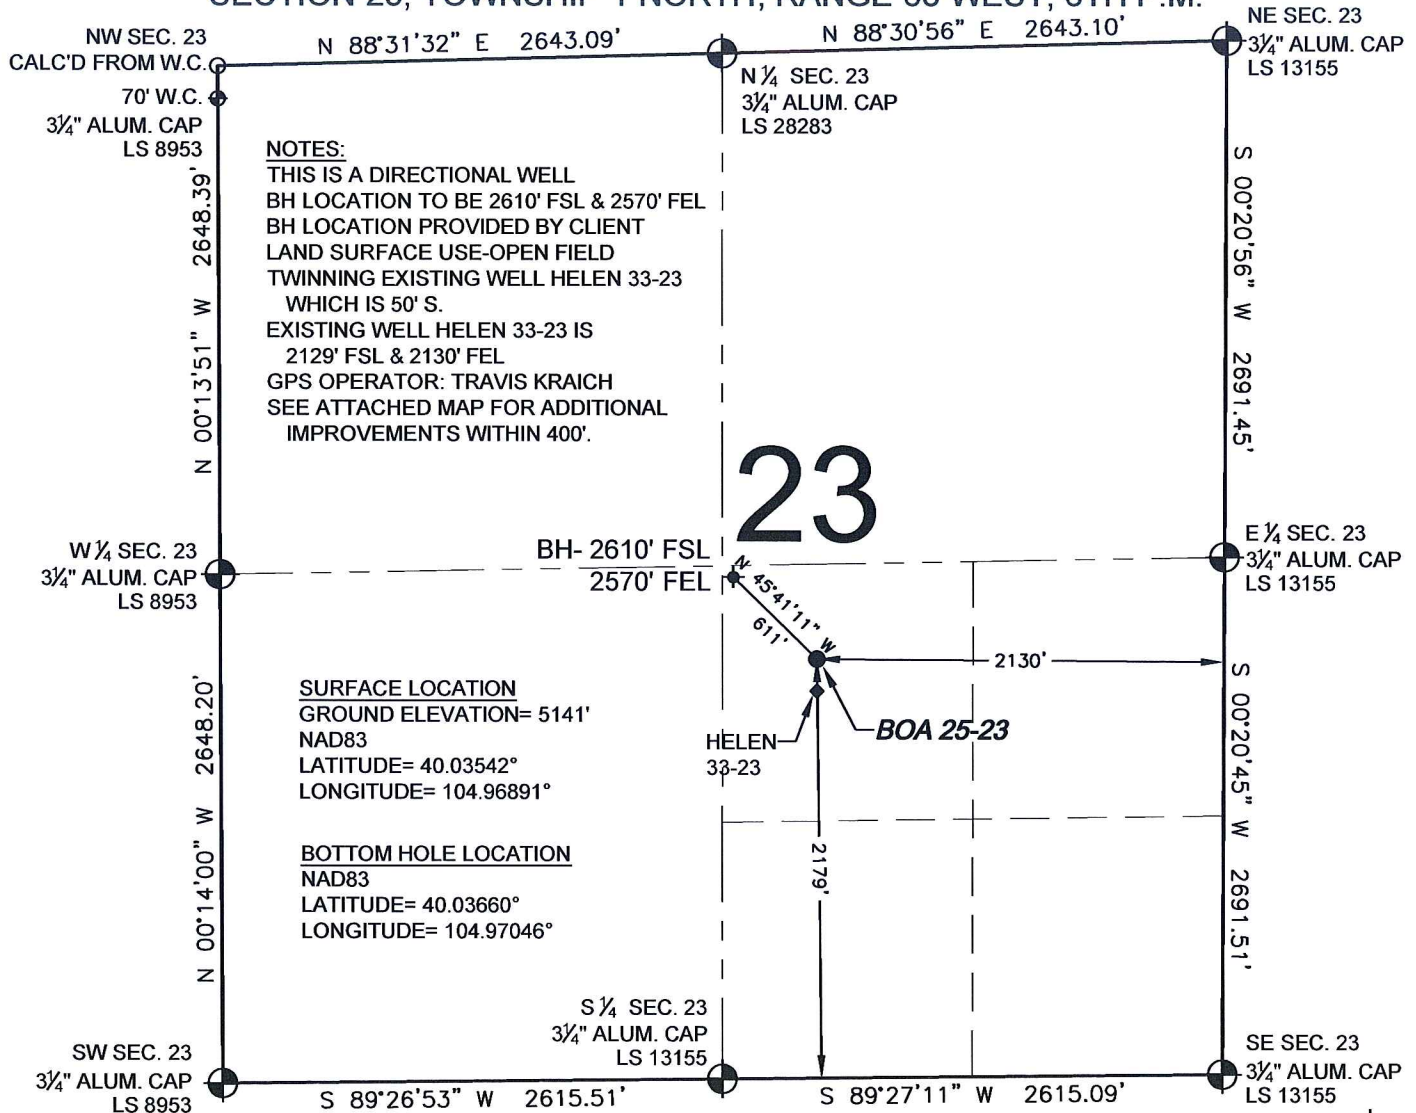 NW SEC. 23
CALC'D FROM W.C.
70' W.C.
3¼" ALUM. CAP
LS 8953
N 88°31'32" E 2643.09'
N 88°30'56" E 2643.10'
NE SEC. 23
3¼" ALUM. CAP
LS 13155
N ¼ SEC. 23
3¼" ALUM. CAP
LS 28283
NOTES:
THIS IS A DIRECTIONAL WELL
BH LOCATION TO BE 2610' FSL & 2570' FEL
BH LOCATION PROVIDED BY CLIENT
LAND SURFACE USE-OPEN FIELD
TWINNING EXISTING WELL HELEN 33-23
WHICH IS 50' S.
EXISTING WELL HELEN 33-23 IS
2129' FSL & 2130' FEL
GPS OPERATOR: TRAVIS KRAICH
SEE ATTACHED MAP FOR ADDITIONAL
IMPROVEMENTS WITHIN 400'.
N 00°13'51" W 2648.39'
S 00°20'56" W 2691.45'
23
W ¼ SEC. 23
3¼" ALUM. CAP
LS 8953
BH- 2610' FSL
2570' FEL
E ¼ SEC. 23
3¼" ALUM. CAP
LS 13155
N 45°41'11" W
611'
2130'
SURFACE LOCATION
GROUND ELEVATION= 5141'
NAD83
LATITUDE= 40.03542°
LONGITUDE= 104.96891°
HELEN
33-23
BOA 25-23
BOTTOM HOLE LOCATION
NAD83
LATITUDE= 40.03660°
LONGITUDE= 104.97046°
2179'
N 00°14'00" W 2648.20'
S 00°20'45" W 2691.51'
S ¼ SEC. 23
3¼" ALUM. CAP
LS 13155
SW SEC. 23
3¼" ALUM. CAP
LS 8953
S 89°26'53" W 2615.51'
S 89°27'11" W 2615.09'
SE SEC. 23
3¼" ALUM. CAP
LS 13155